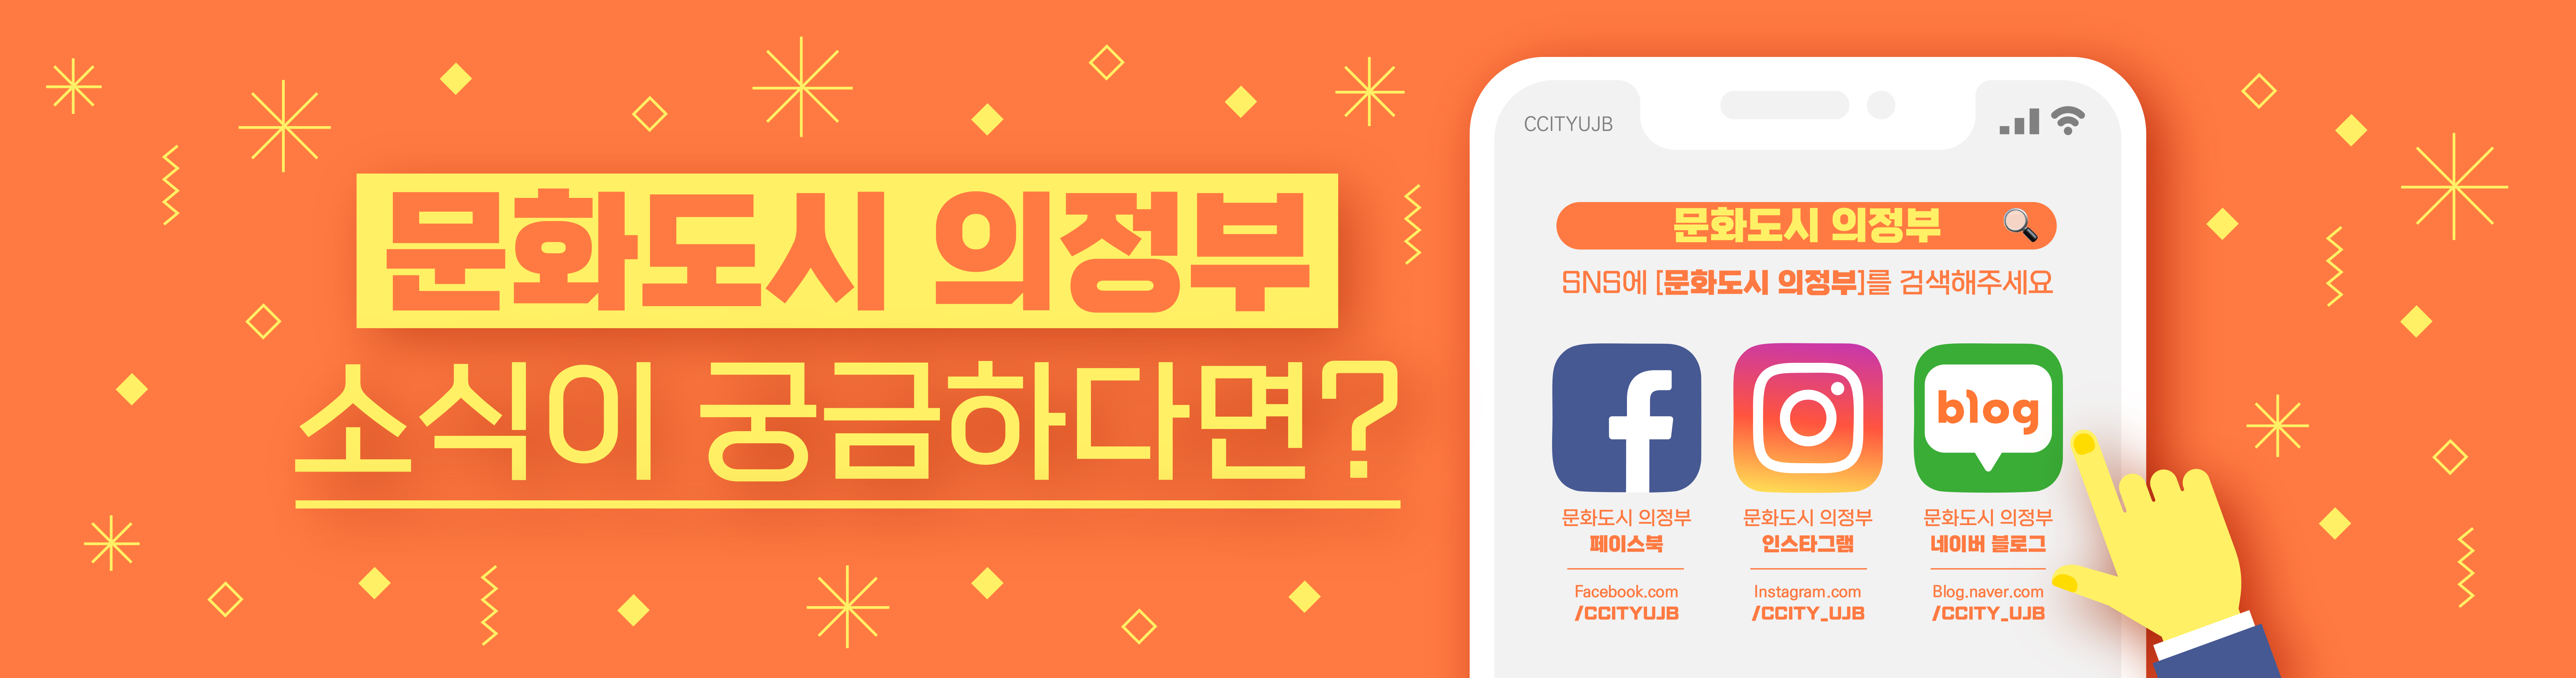 문화도시 의정부
소식이 궁금하다면?
CCITYUJB
문화도시 의정부
SNS에 [문화도시 의정부]를 검색해주세요
blog
문화도시 의정부
페이스북
Facebook.com
/CCITYUJB
문화도시 의정부
인스타그램
Instagram.com
/CCITY_UJB
문화도시 의정부
네이버 블로그
Blog.naver.com
/CCITY_UJB